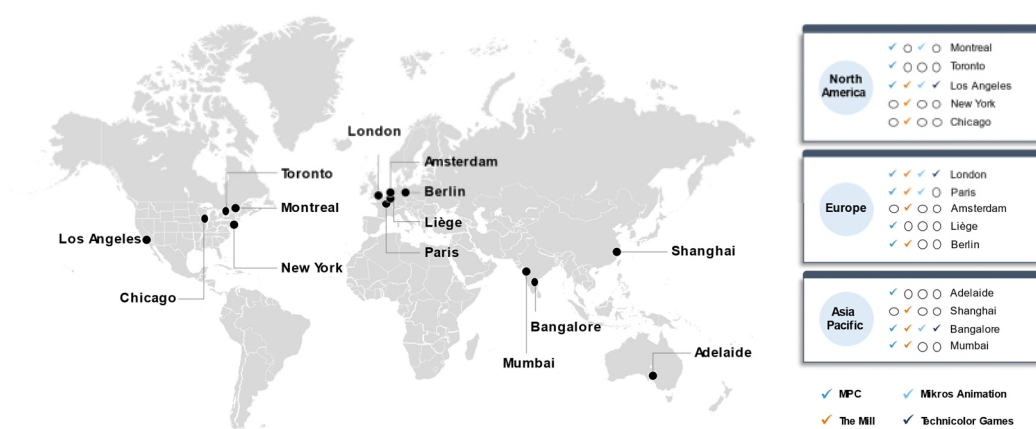 London
Amsterdam
Toronto
Berlin
Montreal
Liège
Los Angeles
Paris
Shanghai
New York
Chicago
Bangalore
Mumbai
Adelaide
North
America
Montreal
Toronto
Los Angeles
New York
Chicago
Europe
London
Paris
Amsterdam
Liège
Berlin
Asia
Pacific
Adelaide
Shanghai
Bangalore
Mumbai
MPC
Mikros Animation
The Mill
Technicolor Games